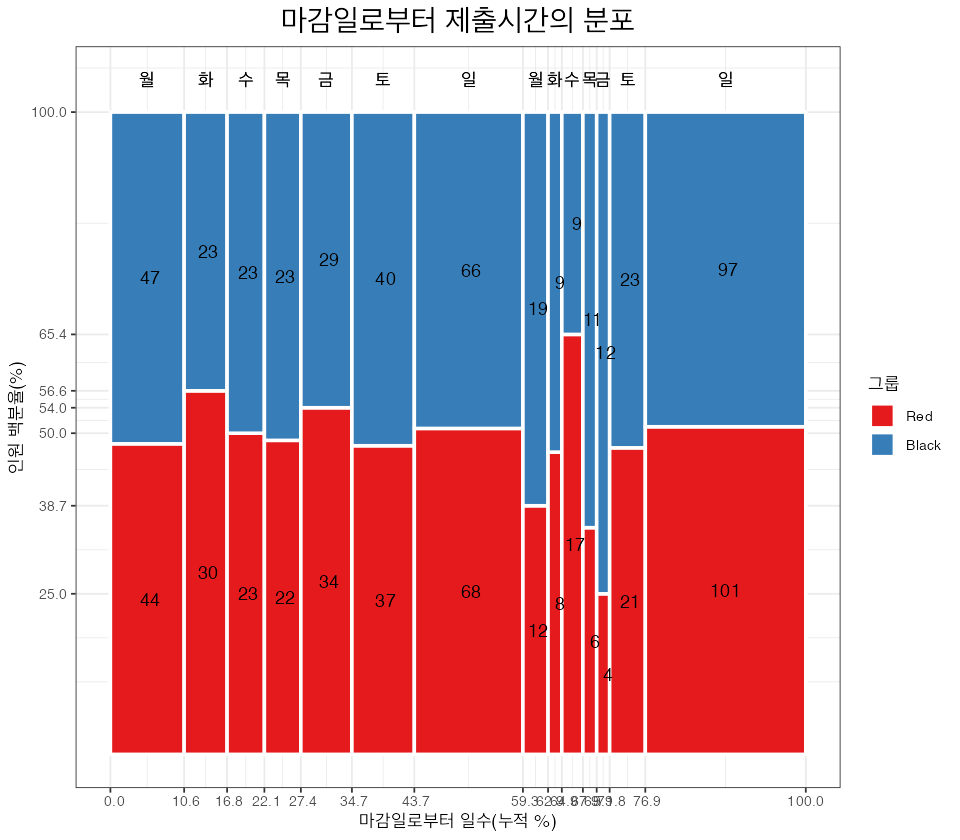 마감일로부터 제출시간의 분포
월 화 수 목 금 토 일 월 화 수 목 금 토 일
100.0
65.4
56.6
54.0
50.0
38.7
25.0
인원 백분율(%)
47 23 23 23 29 40 66 19 9 9 11 12 23 97
44 30 23 22 34 37 68 12 8 17 6 4 21 101
0.0 10.6 16.8 22.1 27.4 34.7 43.7 59.3 76.9 100.0
마감일로부터 일수(누적 %)
그룹
Red
Black